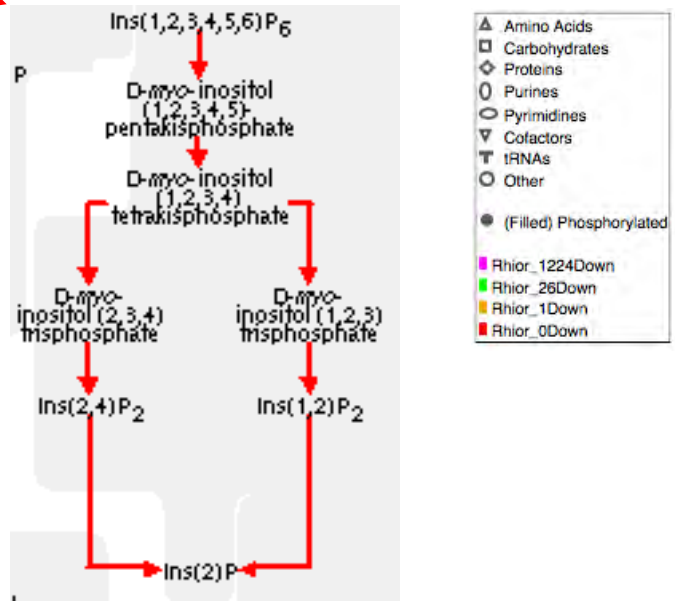 Ins(1,2,3,4,5,6)P6
P
D-myo-inositol
(1,2,3,4,5)-
pentakisphosphate
D-myo-inositol
(1,2,3,4)
tetrakisphosphate
D-myo-
inositol (2,3,4)
trisphosphate
D-myo-
inositol (1,2,3)
trisphosphate
Ins(2,4)P2
Ins(1,2)P2
Ins(2)P
Amino Acids
Carbohydrates
Proteins
Purines
Pyrimidines
Cofactors
tRNAs
Other
(Filled) Phosphorylated
Rhior_1224Down
Rhior_26Down
Rhior_1Down
Rhior_0Down